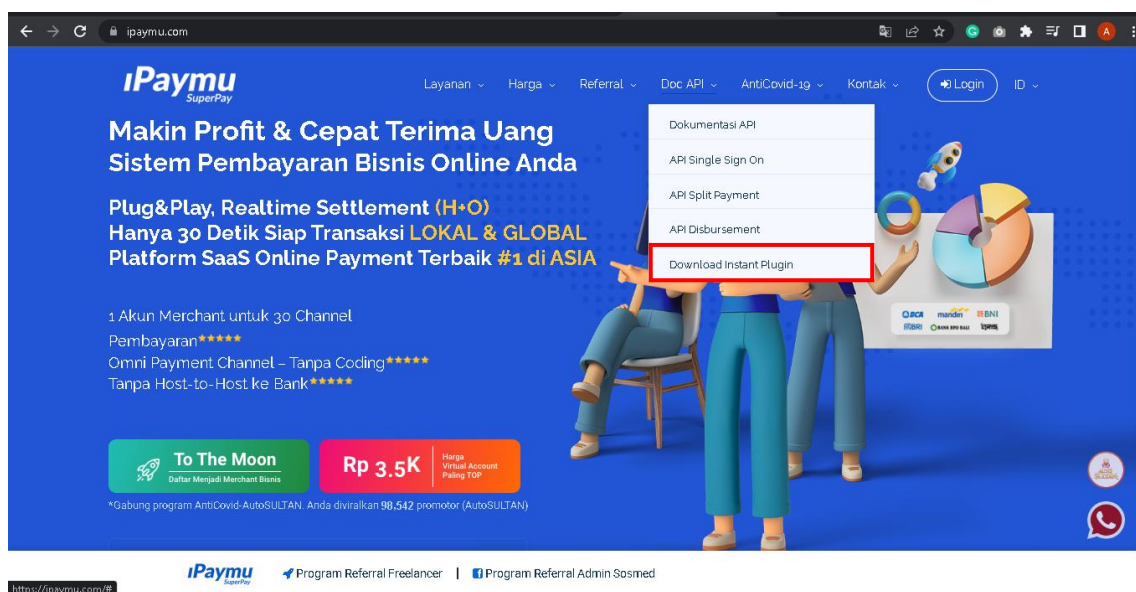 ipaymu.com
A
iPaymu
SuperPay
Layanan
Harga
Referral
Doc API
AntiCovid-19
Kontak
Login
ID
Dokumentasi API
API Single Sign On
API Split Payment
API Disbursement
Download Instant Plugin
Makin Profit & Cepat Terima Uang
Sistem Pembayaran Bisnis Online Anda
Plug&Play, Realtime Settlement (H+0)
Hanya 30 Detik Siap Transaksi LOKAL & GLOBAL
Platform SaaS Online Payment Terbaik #1 di ASIA
1 Akun Merchant untuk 30 Channel
Pembayaran*****
Omni Payment Channel – Tanpa Coding*****
Tanpa Host-to-Host ke Bank*****
BCA mandiri BNI
BRI BANK BPD BALI
To The Moon
Daftar Menjadi Merchant Bisnis
Rp 3.5K
Harga
Virtual Account
Paling TOP
*Gabung program AntiCovid-AutoSULTAN. Anda diviralkan 98,542 promotor (AutoSULTAN)
iPaymu
SuperPay
Program Referral Freelancer | Program Referral Admin Sosmed
https://ipaymu.com/#